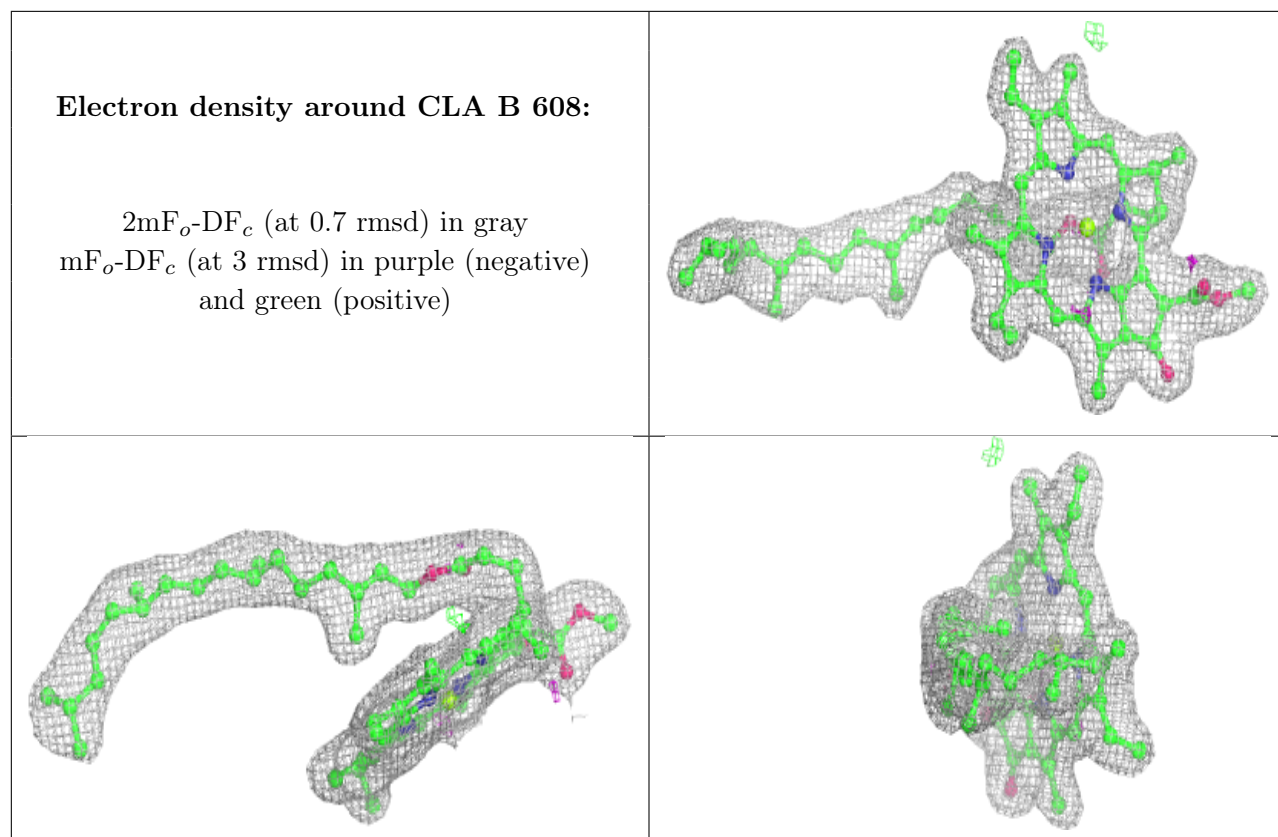 Electron density around CLA B 608:
2mFo-DFc (at 0.7 rmsd) in gray
mFo-DFc (at 3 rmsd) in purple (negative)
and green (positive)